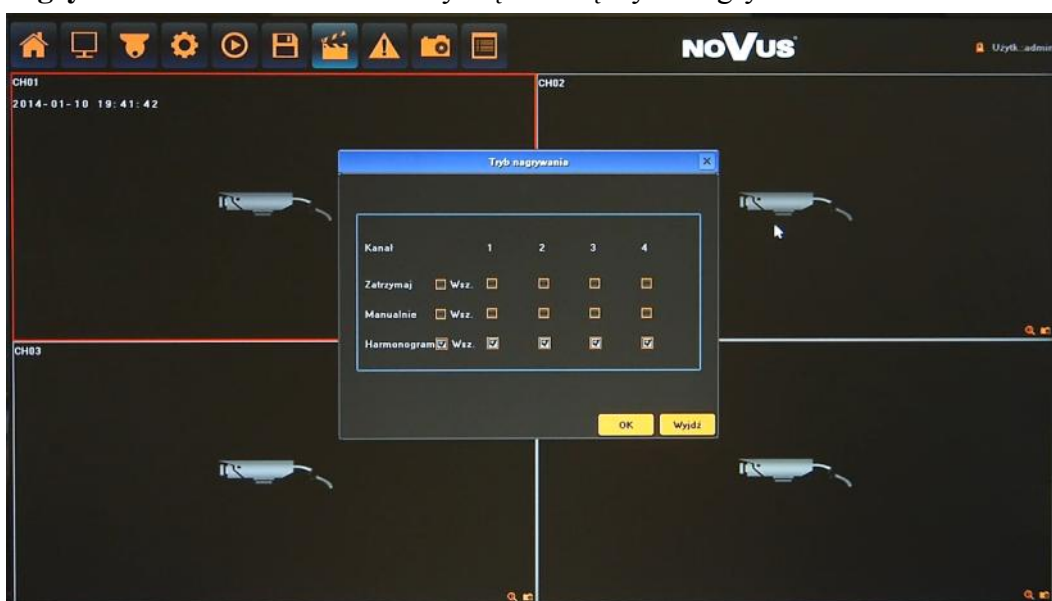 NOVUS
Użytk.:admin
CH01
CH02
2014-01-10 19:41:42
Tryb nagrywania
Kanał 1 2 3 4
Zatrzymaj Wsz.
Manualnie Wsz.
Harmonogram Wsz.
OK Wyjdź
CH03